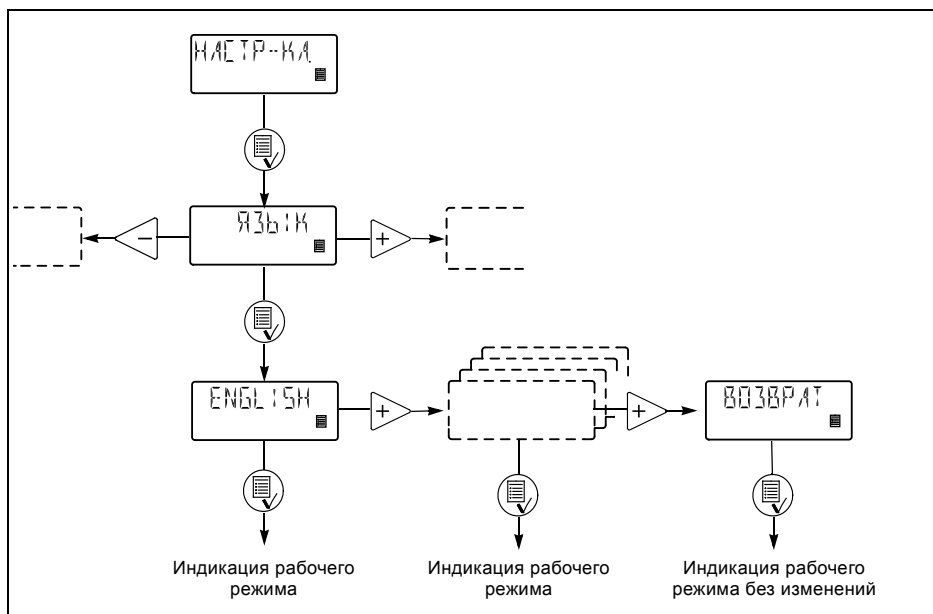 НАСТР-КА
−
ЯЗЫК
+
ENGLISH
+
+
ВОЗВРАТ
Индикация рабочего
режима
Индикация рабочего
режима
Индикация рабочего
режима без изменений